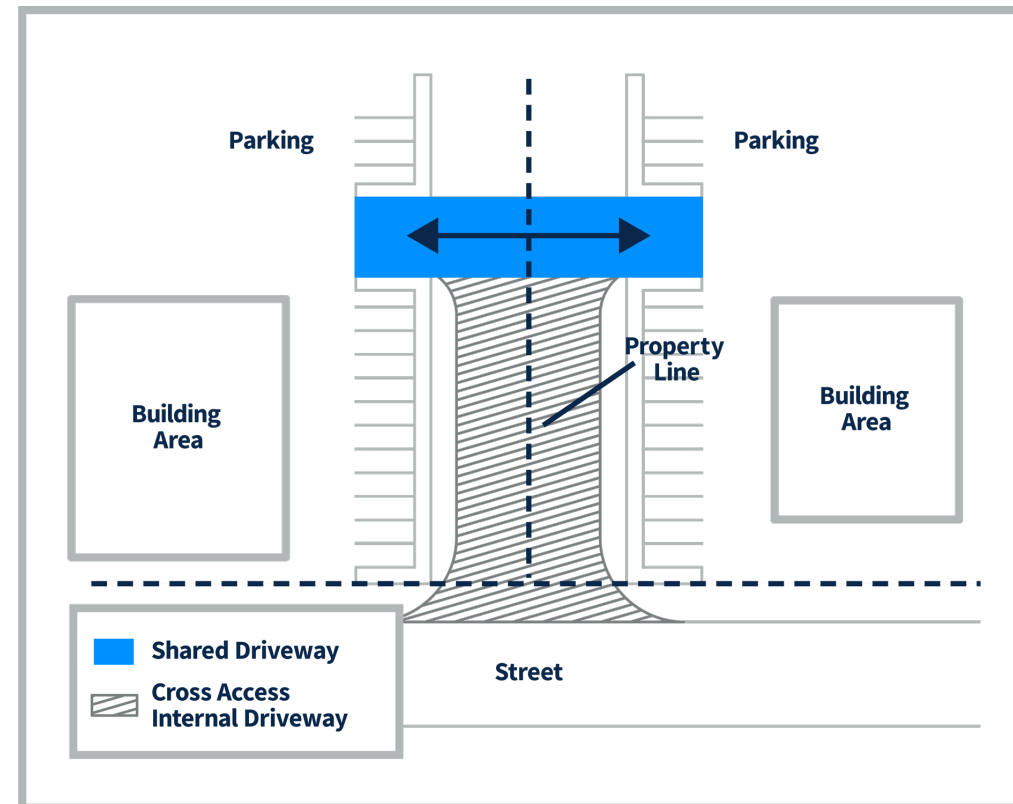 Parking
Parking
Property
Line
Building
Area
Building
Area
Street
Shared Driveway
Cross Access
Internal Driveway